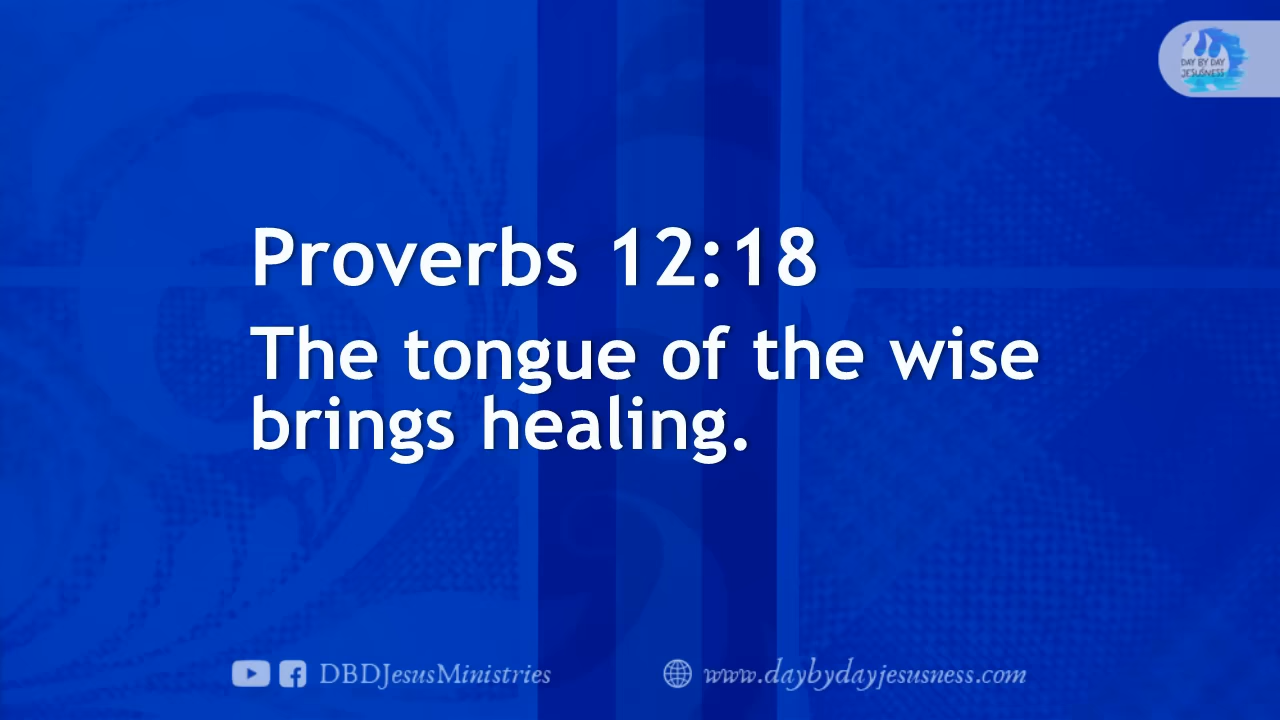 DAY BY DAY
JESUSNESS
Proverbs 12:18
The tongue of the wise
brings healing.
DBDJesusMinistries
www.daybydayjesusness.com